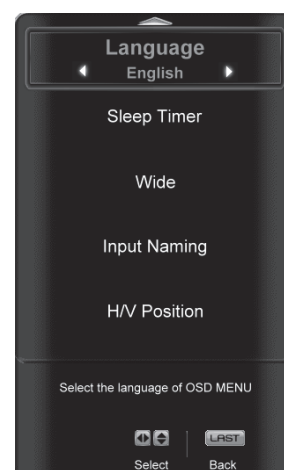 Language
English
Sleep Timer
Wide
Input Naming
H/V Position
Select the language of OSD MENU
LAST
Select Back